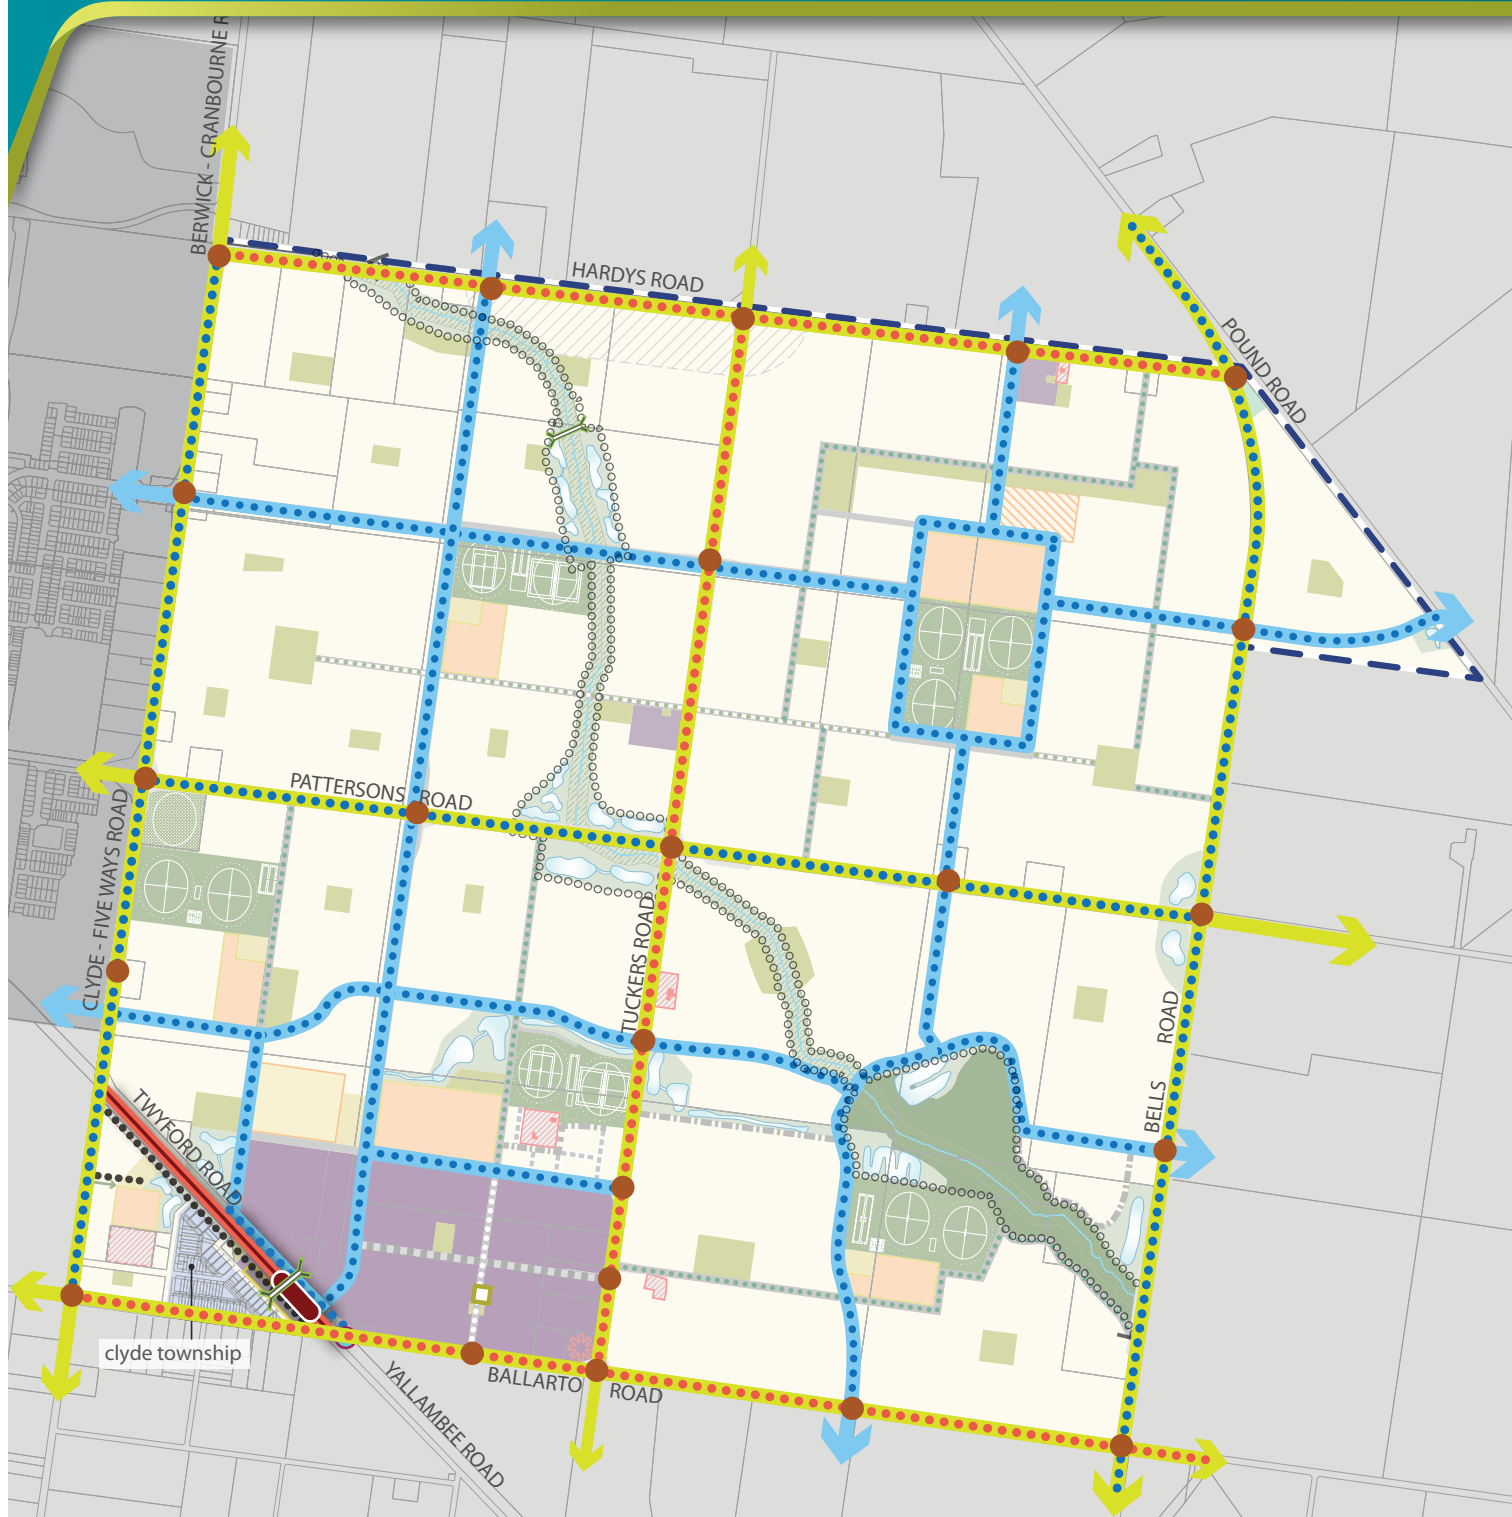 BERWICK - CRANBOURNE R
HARDYS ROAD
POUND ROAD
PATTERSONS ROAD
CLYDE - FIVE WAYS ROAD
TUCKERS ROAD
BELLS ROAD
TWYFORD ROAD
clyde township
BALLARTO ROAD
YALLAMBEE ROAD